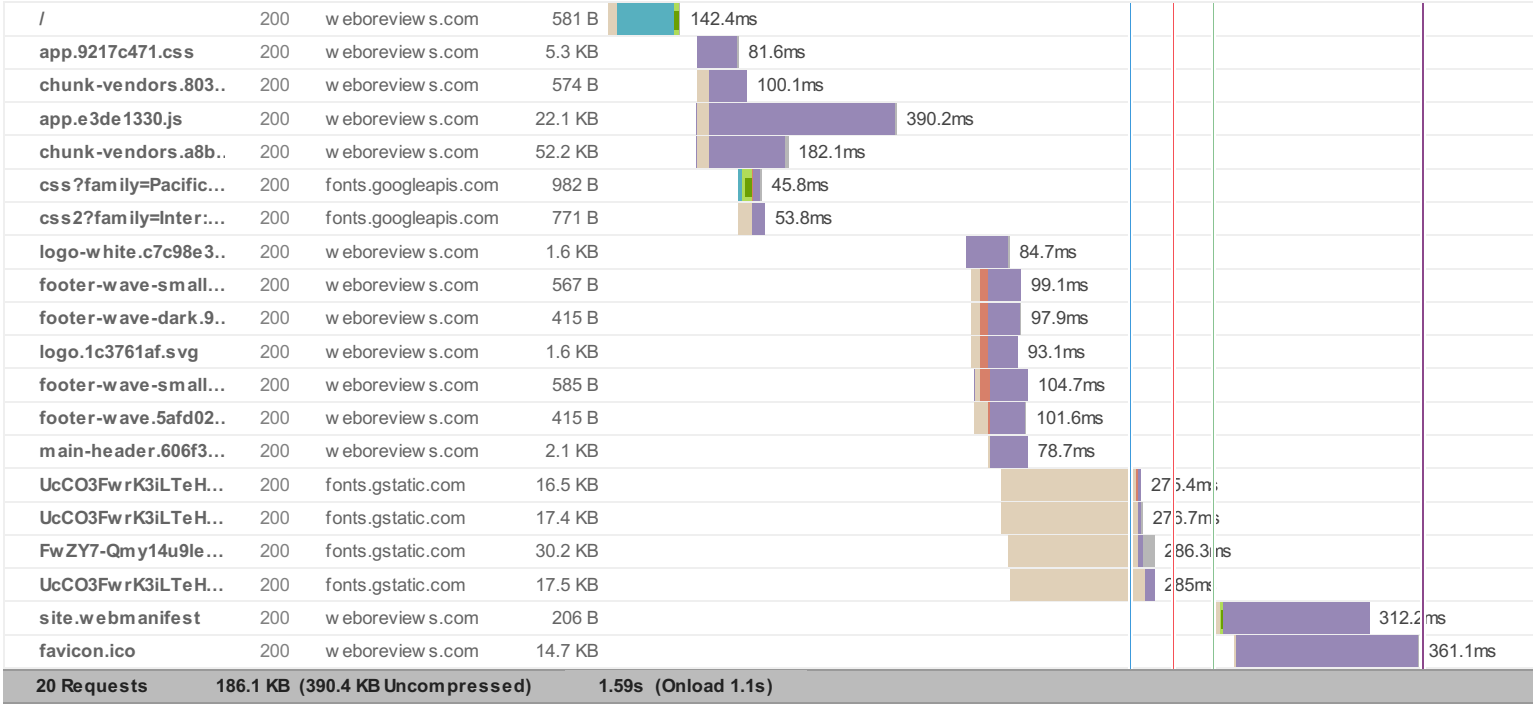 / 200 weboreviews.com 581 B 142.4ms
app.9217c471.css 200 weboreviews.com 5.3 KB 81.6ms
chunk-vendors.803.. 200 weboreviews.com 574 B 100.1ms
app.e3de1330.js 200 weboreviews.com 22.1 KB 390.2ms
chunk-vendors.a8b.. 200 weboreviews.com 52.2 KB 182.1ms
css?family=Pacific... 200 fonts.googleapis.com 982 B 45.8ms
css2?family=Inter:... 200 fonts.googleapis.com 771 B 53.8ms
logo-white.c7c98e3.. 200 weboreviews.com 1.6 KB 84.7ms
footer-wave-small... 200 weboreviews.com 567 B 99.1ms
footer-wave-dark.9.. 200 weboreviews.com 415 B 97.9ms
logo.1c3761af.svg 200 weboreviews.com 1.6 KB 93.1ms
footer-wave-small... 200 weboreviews.com 585 B 104.7ms
footer-wave.5afd02.. 200 weboreviews.com 415 B 101.6ms
main-header.606f3... 200 weboreviews.com 2.1 KB 78.7ms
UcCO3FwrK3iLTeH... 200 fonts.gstatic.com 16.5 KB 275.4ms
UcCO3FwrK3iLTeH... 200 fonts.gstatic.com 17.4 KB 276.7ms
FwZY7-Qmy14u9le... 200 fonts.gstatic.com 30.2 KB 286.3ms
UcCO3FwrK3iLTeH... 200 fonts.gstatic.com 17.5 KB 285ms
site.webmanifest 200 weboreviews.com 206 B 312.2ms
favicon.ico 200 weboreviews.com 14.7 KB 361.1ms
20 Requests 186.1 KB (390.4 KB Uncompressed) 1.59s (Onload 1.1s)